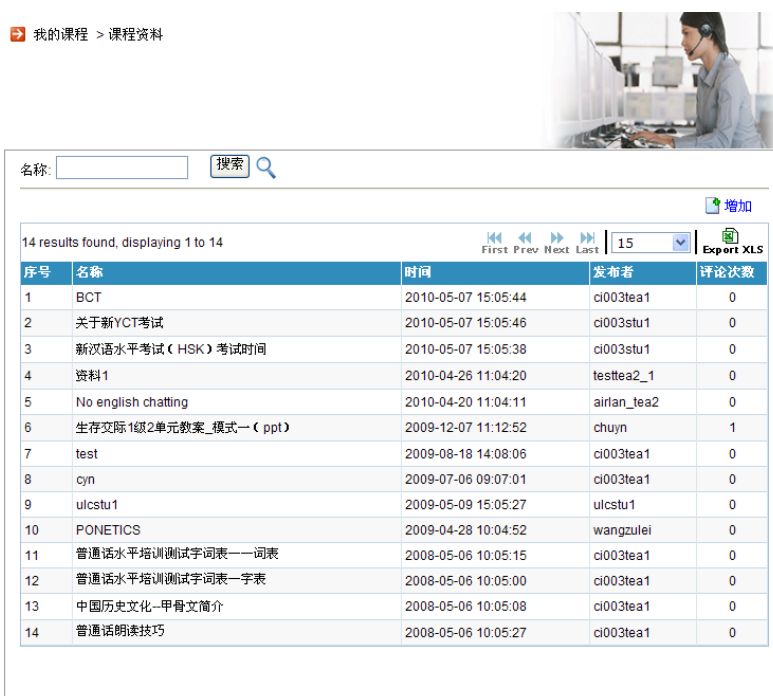 我的课程 >课程资料
名称: 搜索
增加
14 results found, displaying 1 to 14 First Prev Next Last 15 Export XLS
序号 名称 时间 发布者 评论次数
1 BCT 2010-05-07 15:05:44 ci003tea1 0
2 关于新YCT考试 2010-05-07 15:05:46 ci003stu1 0
3 新汉语水平考试（HSK）考试时间 2010-05-07 15:05:38 ci003stu1 0
4 资料1 2010-04-26 11:04:20 testtea2_1 0
5 No english chatting 2010-04-20 11:04:11 airlan_tea2 0
6 生存交际1级2单元教案_模式一（ppt） 2009-12-07 11:12:52 chuyn 1
7 test 2009-08-18 14:08:06 ci003tea1 0
8 cyn 2009-07-06 09:07:01 ci003tea1 0
9 ulcstu1 2009-05-09 15:05:27 ulcstu1 0
10 PONETICS 2009-04-28 10:04:52 wangzulei 0
11 普通话水平培训测试字词表——词表 2008-05-06 10:05:15 ci003tea1 0
12 普通话水平培训测试字词表—字表 2008-05-06 10:05:00 ci003tea1 0
13 中国历史文化--甲骨文简介 2008-05-06 10:05:08 ci003tea1 0
14 普通话朗读技巧 2008-05-06 10:05:27 ci003tea1 0